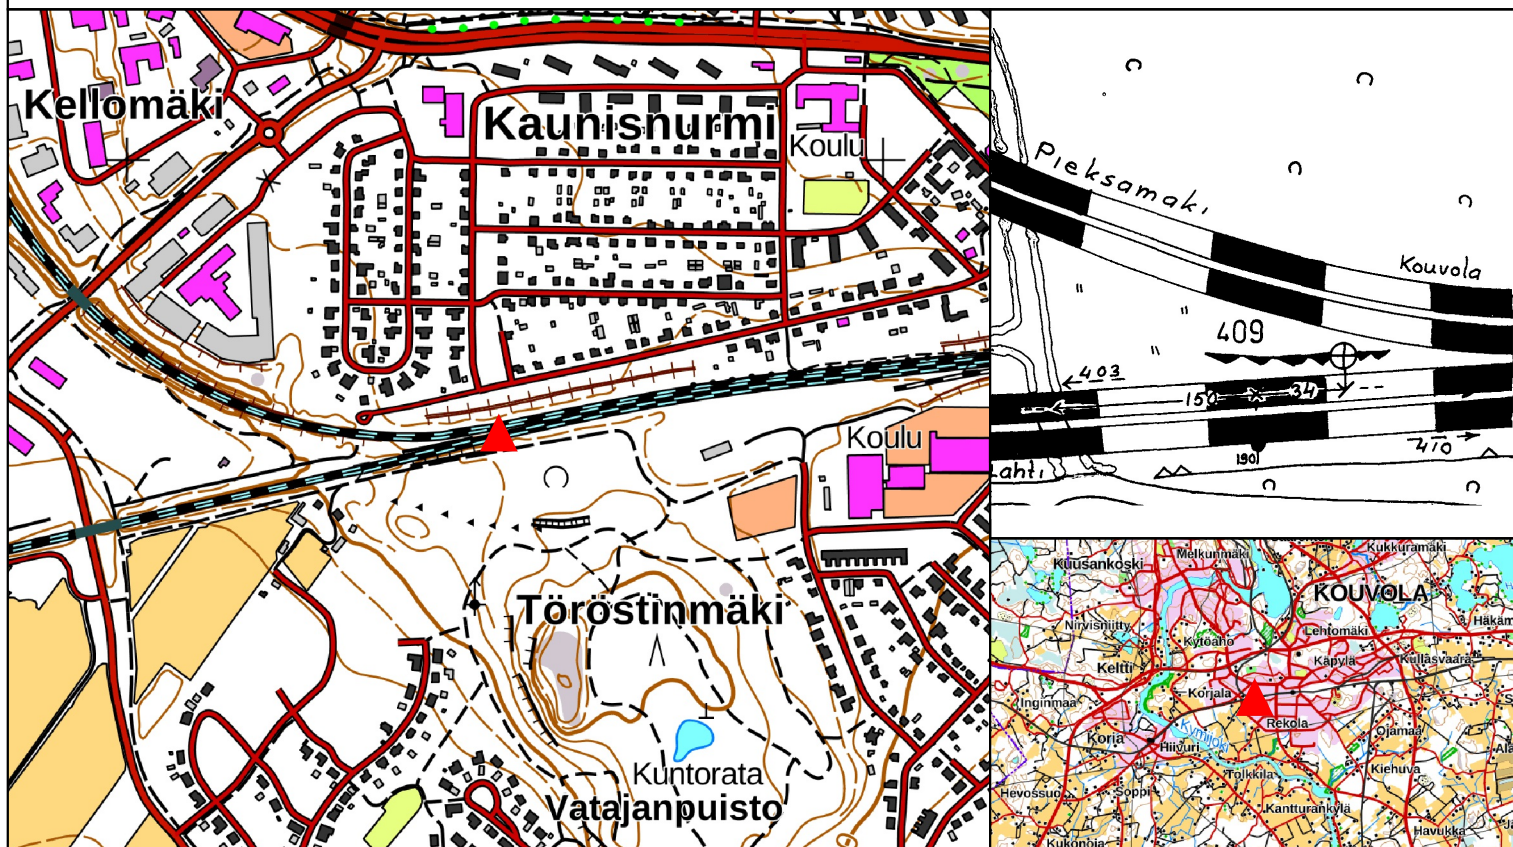 Kellomäki
Kaunisnurmi
Koulu
Koulu
Töröstinmäki
Kuntorata
Vatajanpuisto
Pieksamaki
Kouvola
409
403
150
34
190
410
Lahti
Kuusankoski
Melkunmäki
Kukkuramäki
KOUVOLA
Nirvisniitty
Kytöaho
Lehtomäki
Keltti
Käpylä
Kullasvaara
Korjala
Inginmaa
Rekola
Korja
Kymijoki
Hiivuri
Ojamaa
Tolkkila
Kiehuva
Hevossuo
Soppi
Kantturankylä
Havukka
Kukonoja